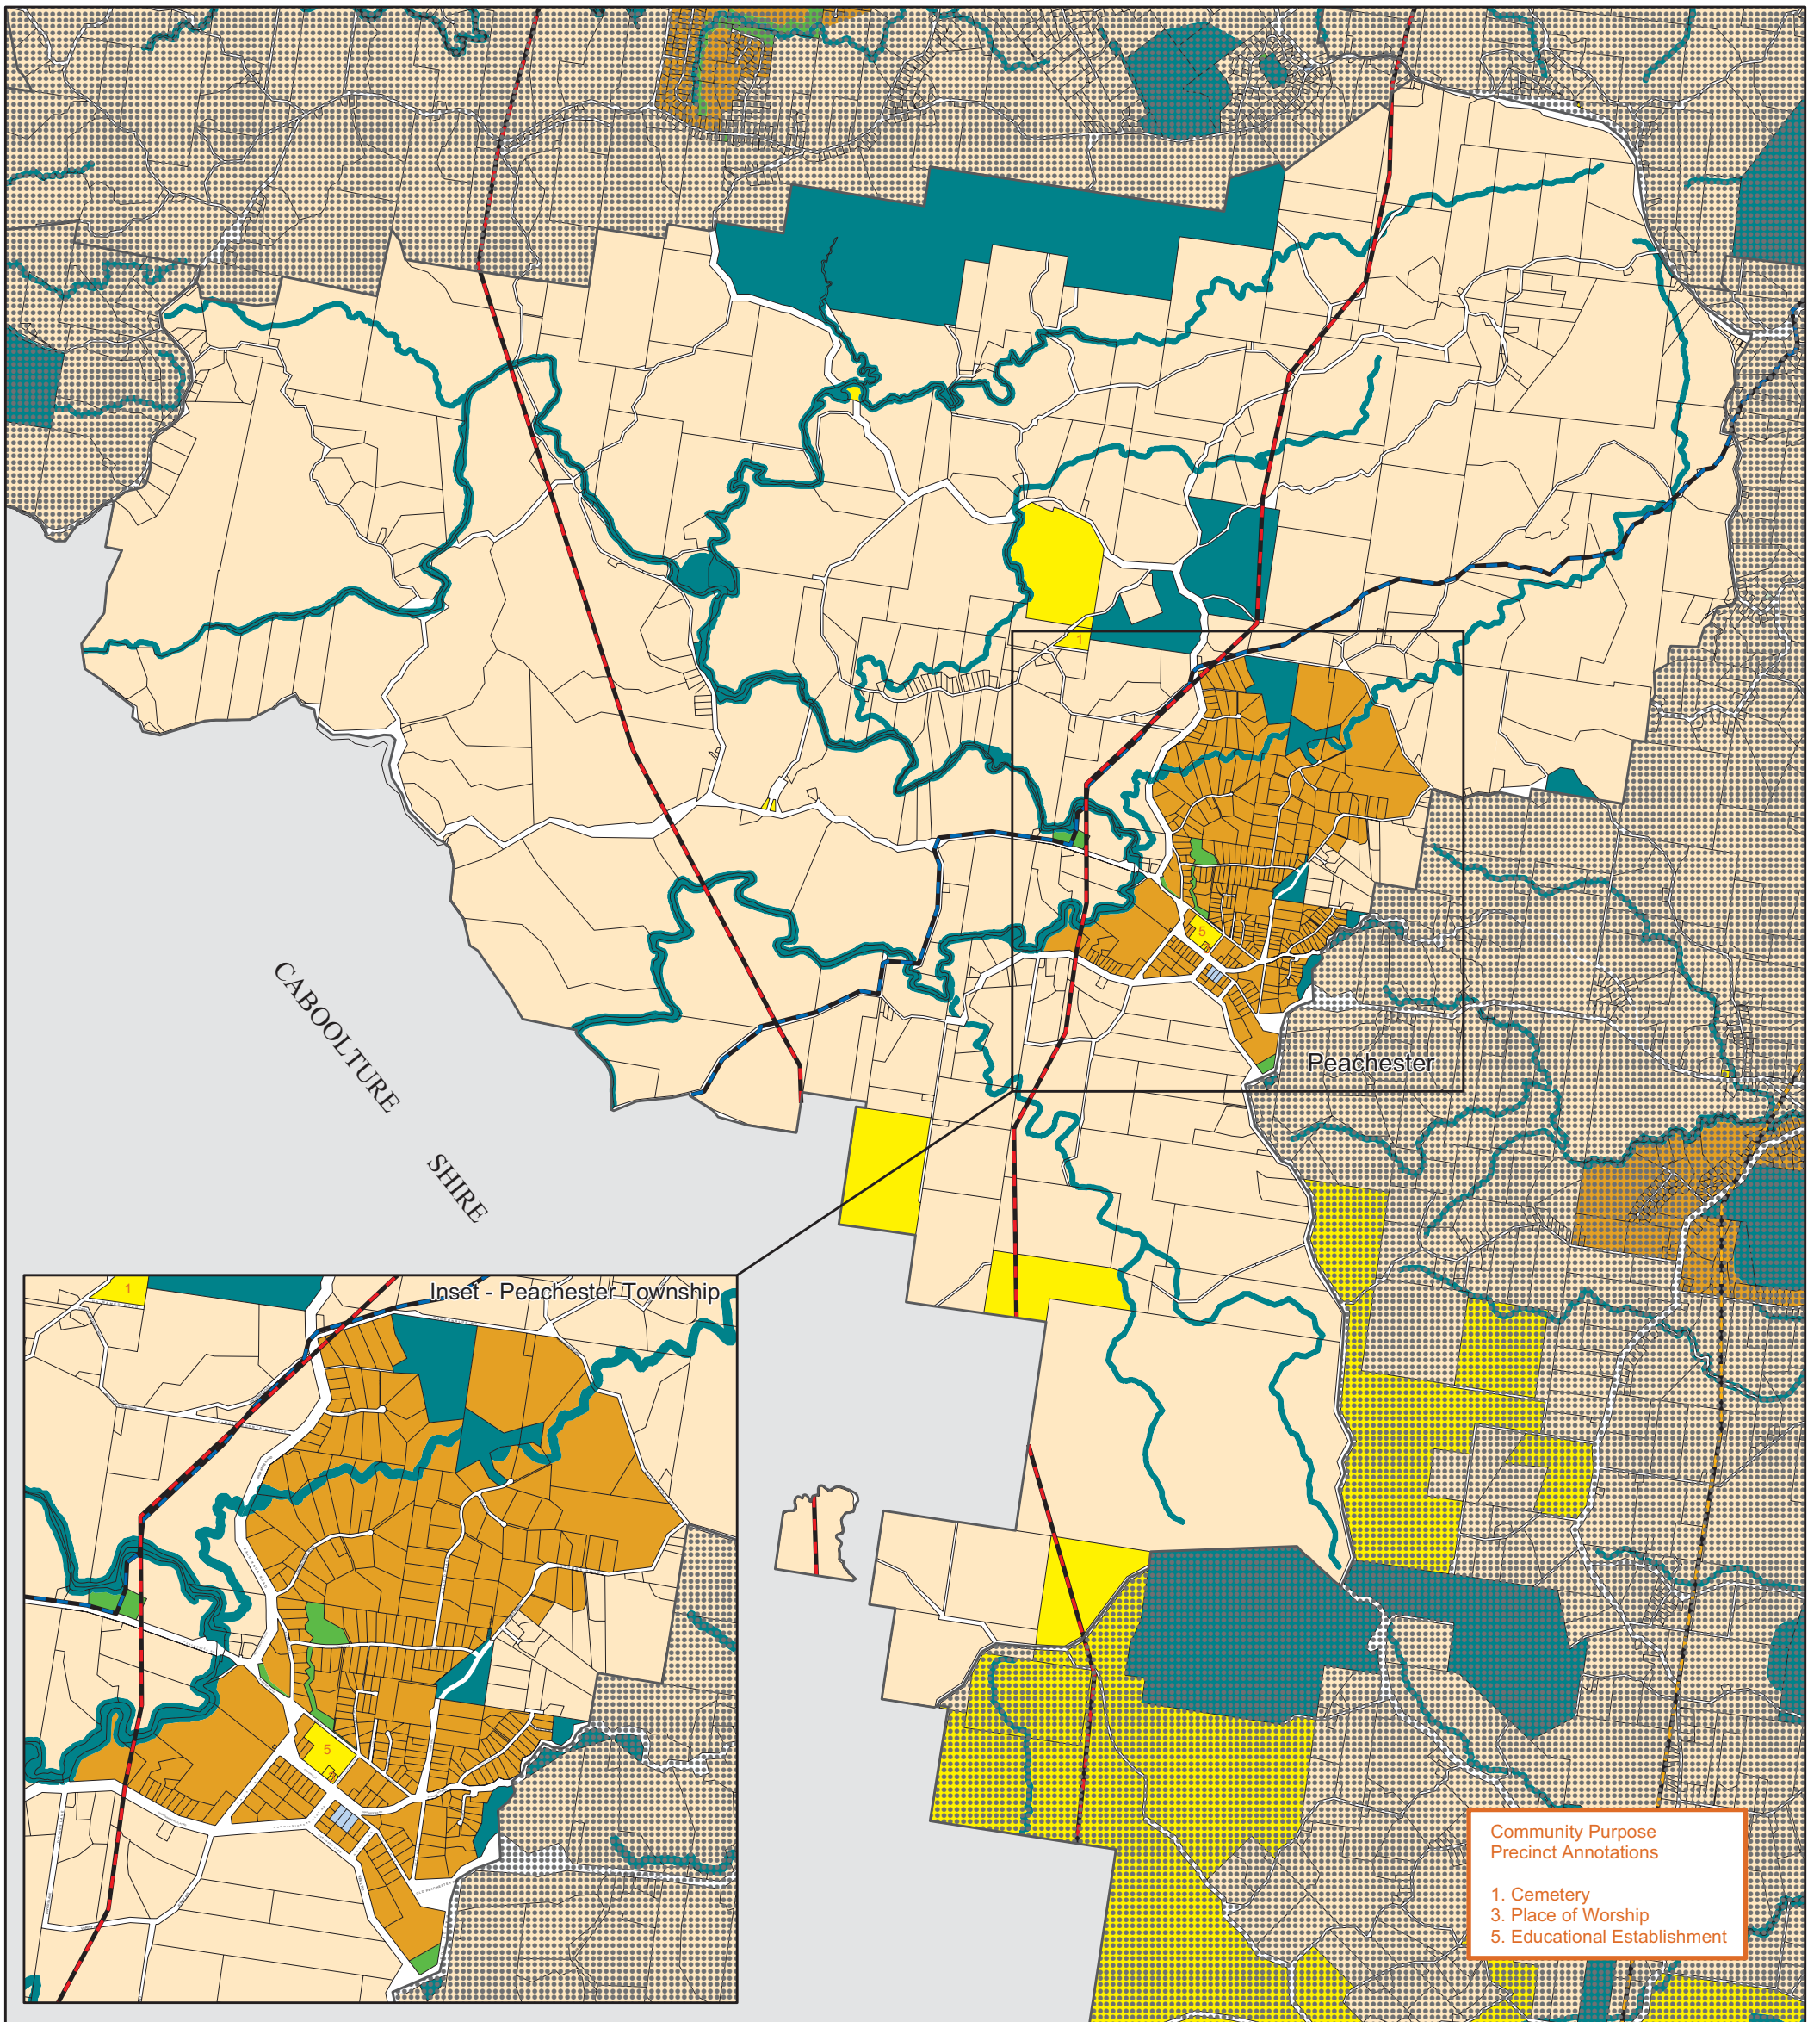 1
5
Peachester
CABOOLTURE
SHIRE
Inset - Peachester Township
1
5
Community Purpose
Precinct Annotations
1. Cemetery
3. Place of Worship
5. Educational Establishment